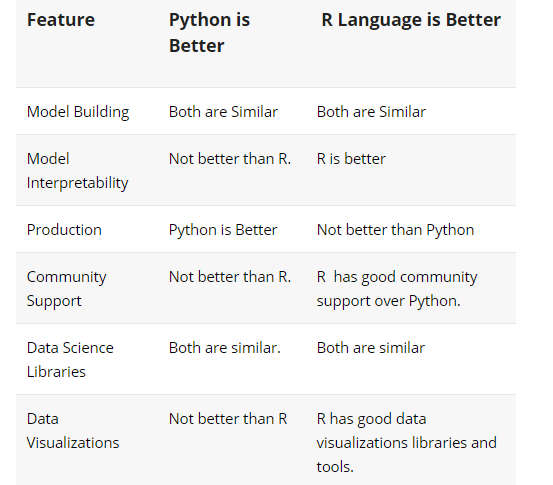 Feature Python is R Language is Better
Better
Model Building Both are Similar Both are Similar
Model Not better than R. R is better
Interpretability
Production Python is Better Not better than Python
Community Not better than R. R  has good community
Support support over Python.
Data Science Both are similar. Both are similar
Libraries
Data Not better than R R has good data
Visualizations visualizations libraries and
tools.